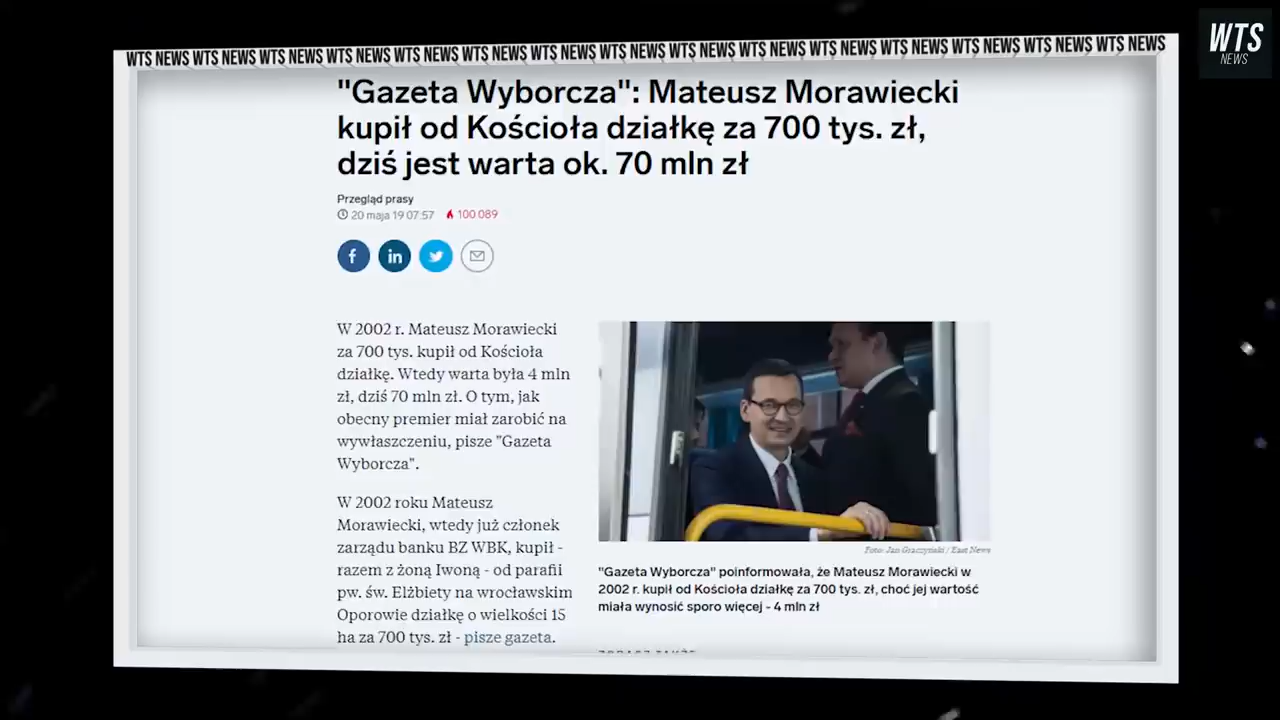 WTS NEWS WTS NEWS WTS NEWS WTS NEWS WTS NEWS WTS NEWS WTS NEWS WTS NEWS WTS NEWS WTS NEWS WTS NEWS WTS NEWS WTS NEWS WTS NEWS WTS NEWS
WTS
NEWS
"Gazeta Wyborcza": Mateusz Morawiecki
kupił od Kościoła działkę za 700 tys. zł,
dziś jest warta ok. 70 mln zł
Przegląd prasy
20 maja 19 07:57 100 089
f in
W 2002 r. Mateusz Morawiecki
za 700 tys. kupił od Kościoła
działkę. Wtedy warta była 4 mln
zł, dziś 70 mln zł. O tym, jak
obecny premier miał zarobić na
wywłaszczeniu, pisze "Gazeta
Wyborcza".
W 2002 roku Mateusz
Morawiecki, wtedy już członek
zarządu banku BZ WBK, kupił -
razem z żoną Iwoną - od parafii
pw. św. Elżbiety na wrocławskim
Oporowie działkę o wielkości 15
ha za 700 tys. zł - pisze gazeta.
Foto: Jan Graczyński / East News
"Gazeta Wyborcza" poinformowała, że Mateusz Morawiecki w
2002 r. kupił od Kościoła działkę za 700 tys. zł, choć jej wartość
miała wynosić sporo więcej - 4 mln zł